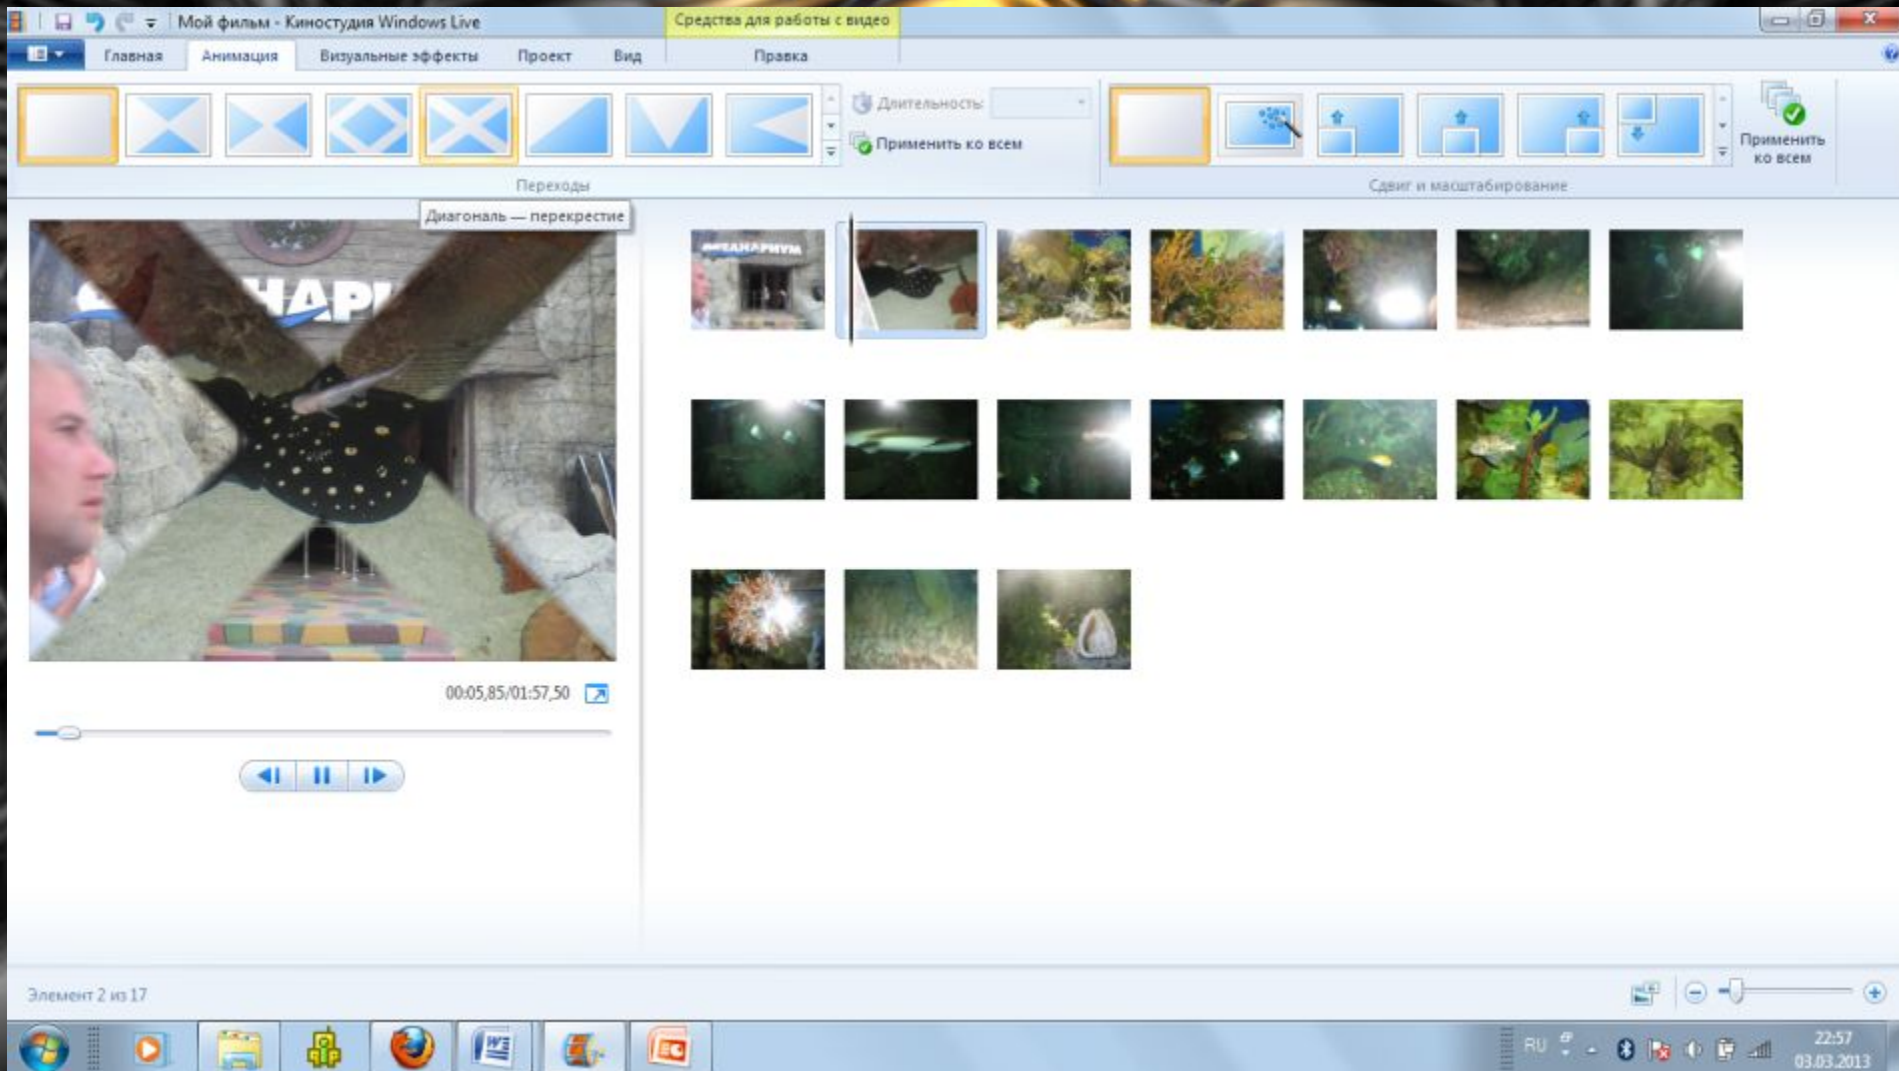 Мой фильм - Киностудия Windows Live
Средства для работы с видео
Главная
Анимация
Визуальные эффекты
Проект
Вид
Правка
Длительность:
Применить ко всем
Применить
ко всем
Переходы
Сдвиг и масштабирование
Диагональ — перекрестие
ОКЕАНАРИУМ
НАРИ
00:05,85/01:57,50
Элемент 2 из 17
RU
22:57
03.03.2013